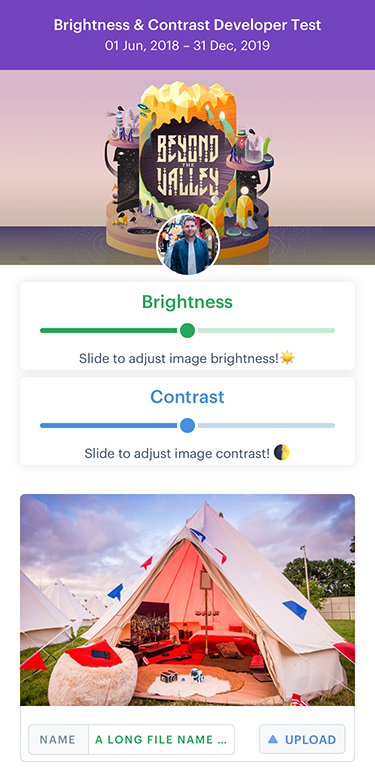 Brightness & Contrast Developer Test
01 Jun, 2018 – 31 Dec, 2019
BEYOND
THE
VALLEY
Brightness
Slide to adjust image brightness!☀️
Contrast
Slide to adjust image contrast! 🌗
NAME
A LONG FILE NAME ...
UPLOAD